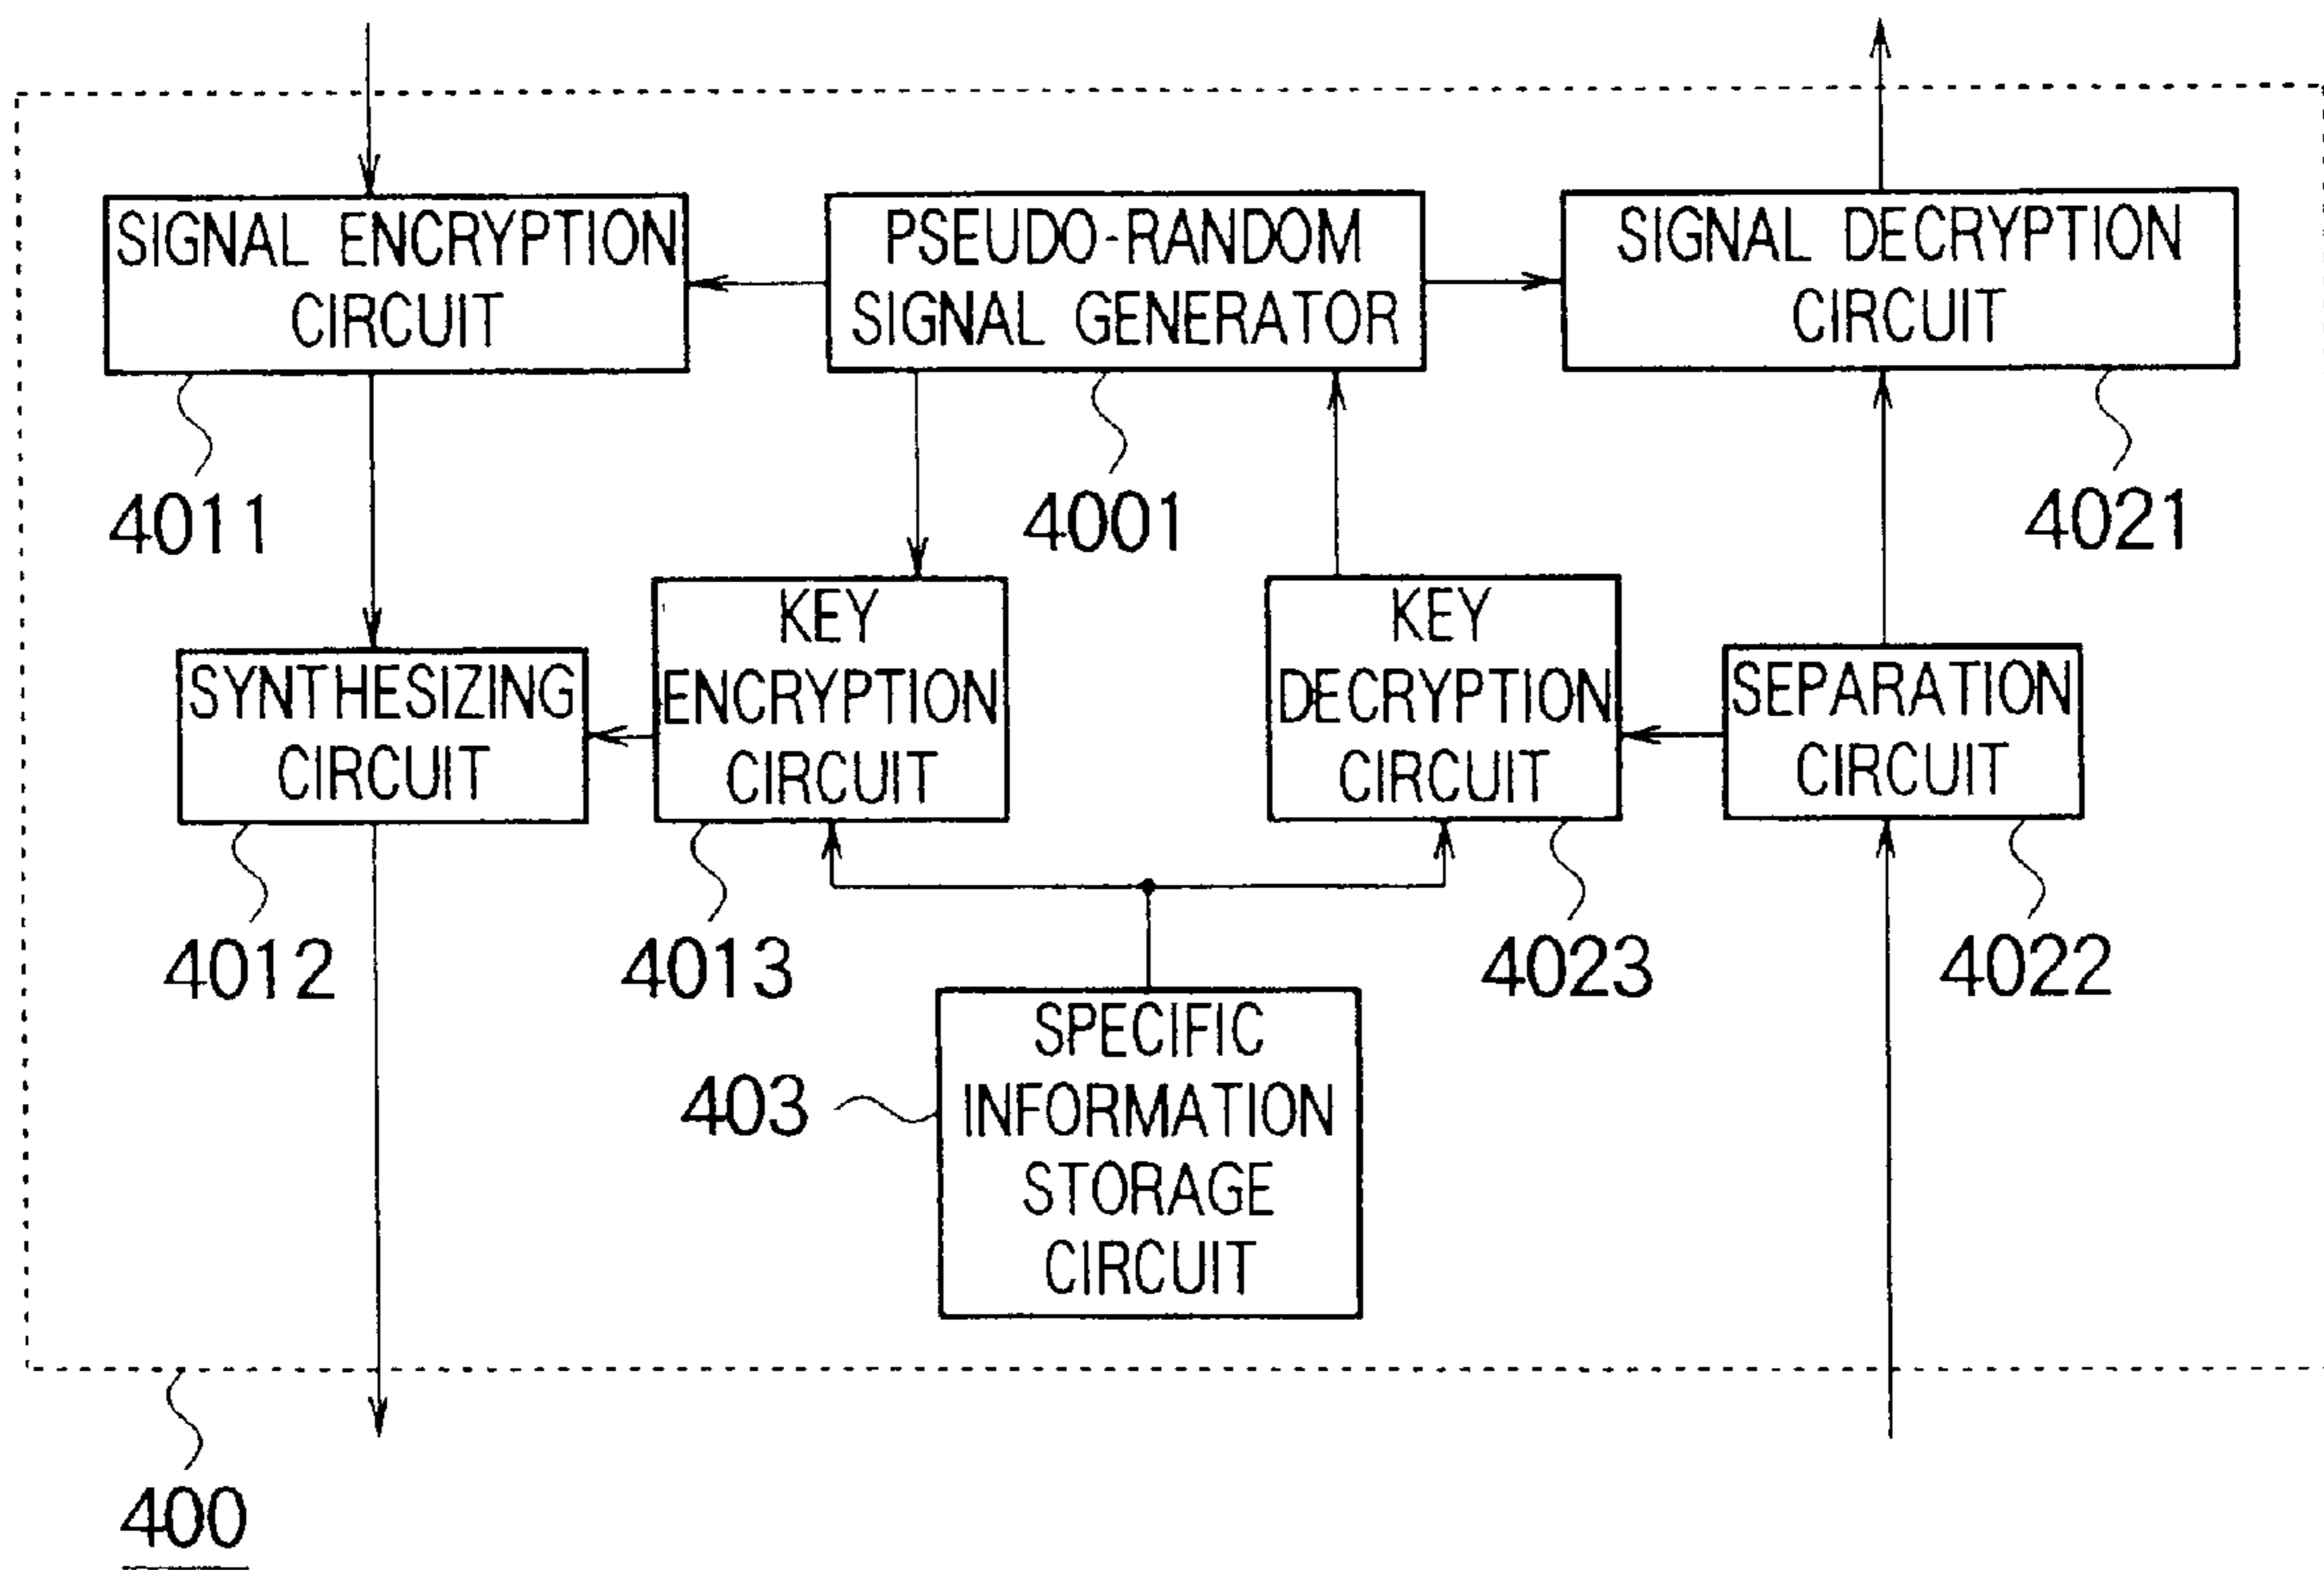 SIGNAL ENCRYPTION
CIRCUIT
PSEUDO-RANDOM
SIGNAL GENERATOR
SIGNAL DECRYPTION
CIRCUIT
4011
4001
4021
SYNTHESIZING
CIRCUIT
KEY
ENCRYPTION
CIRCUIT
KEY
DECRYPTION
CIRCUIT
SEPARATION
CIRCUIT
4012
4013
4023
4022
403
SPECIFIC
INFORMATION
STORAGE
CIRCUIT
400